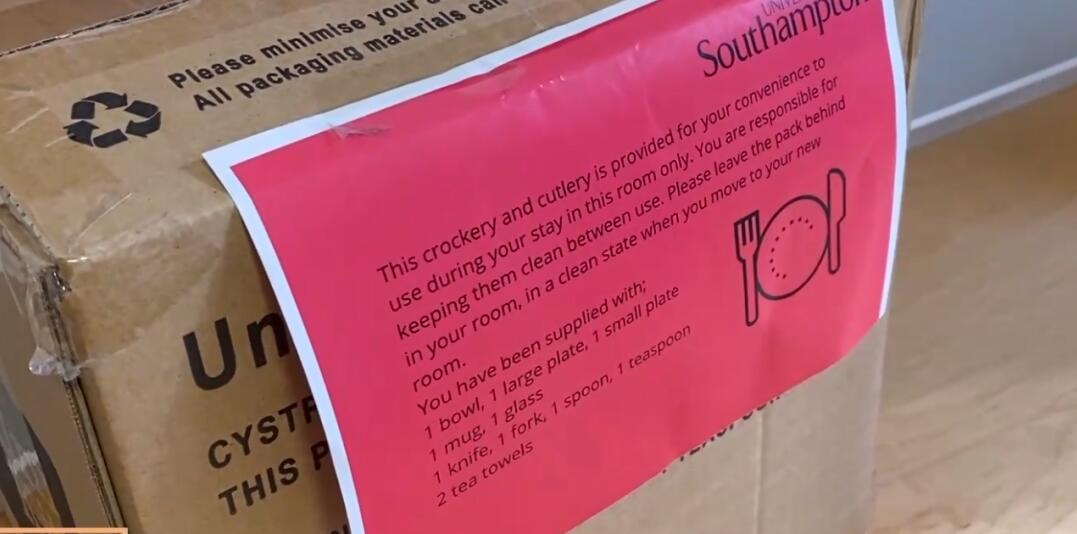 Please minimise your
All packaging materials can
UNIVE
Southampton
This crockery and cutlery is provided for your convenience to
use during your stay in this room only. You are responsible for
keeping them clean between use. Please leave the pack behind
in your room, in a clean state when you move to your new
room.
You have been supplied with;
1 bowl, 1 large plate, 1 small plate
1 mug, 1 glass
1 knife, 1 fork, 1 spoon, 1 teaspoon
2 tea towels
Un
CYSTF
THIS P